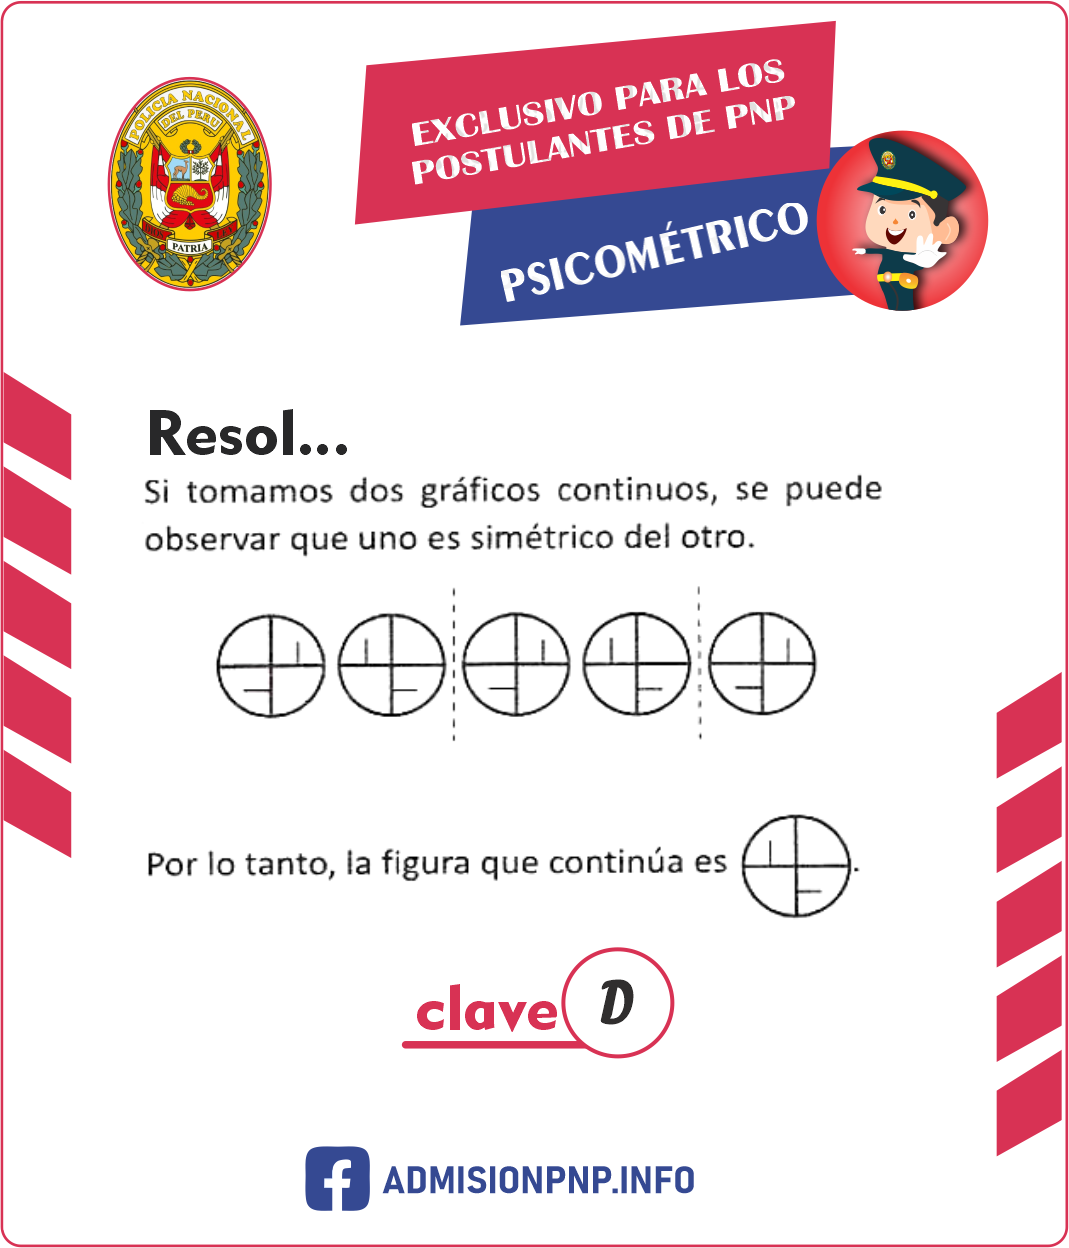 POLICIA NACIONAL
DEL PERU
DIOS
LEY
PATRIA
EXCLUSIVO PARA LOS
POSTULANTES DE PNP
PSICOMÉTRICO
Resol...
Si tomamos dos gráficos continuos, se puede
observar que uno es simétrico del otro.
Por lo tanto, la figura que continúa es .
clave D
ADMISIONPNP.INFO